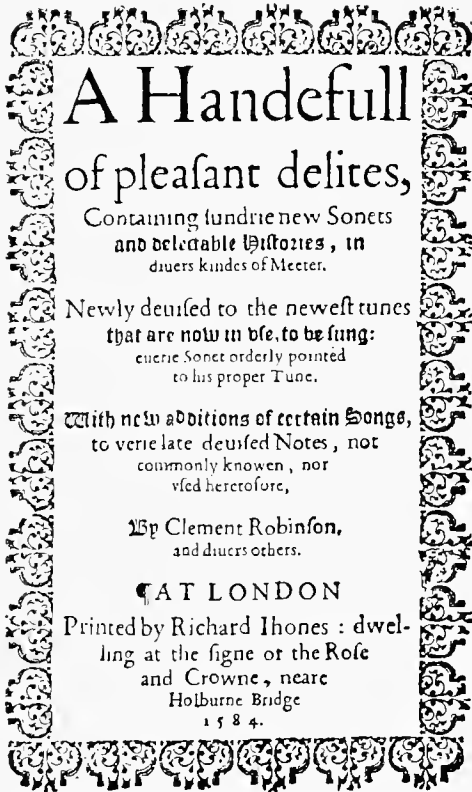 A Handefull
of pleaſant delites,
Containing ſundrie new Sonets
and delectable Hiſtories, in
diuers kindes of Meeter.
Newly deuiſed to the neweſt tunes
that are now in vſe, to be ſung:
euerie Sonet orderly pointed
to his proper Tune.
With new additions of certain Songs,
to verie late deuiſed Notes, not
commonly knowen, nor
vſed heretofore,
By Clement Robinſon,
and diuers others.
¶AT LONDON
Printed by Richard Ihones : dwel-
ling at the ſigne of the Roſe
and Crowne, neare
Holburne Bridge
1584.